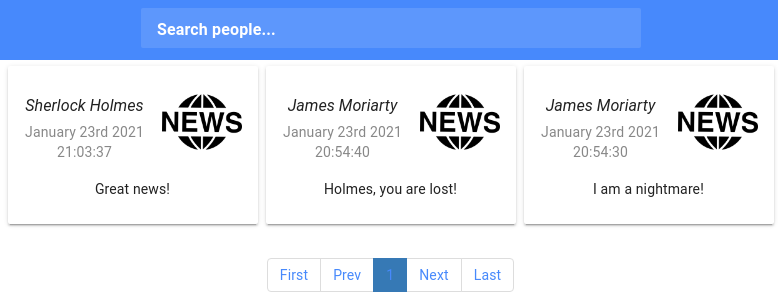 Search people...
Sherlock Holmes
January 23rd 2021
21:03:37
NEWS
Great news!
James Moriarty
January 23rd 2021
20:54:40
NEWS
Holmes, you are lost!
James Moriarty
January 23rd 2021
20:54:30
NEWS
I am a nightmare!
First Prev 1 Next Last